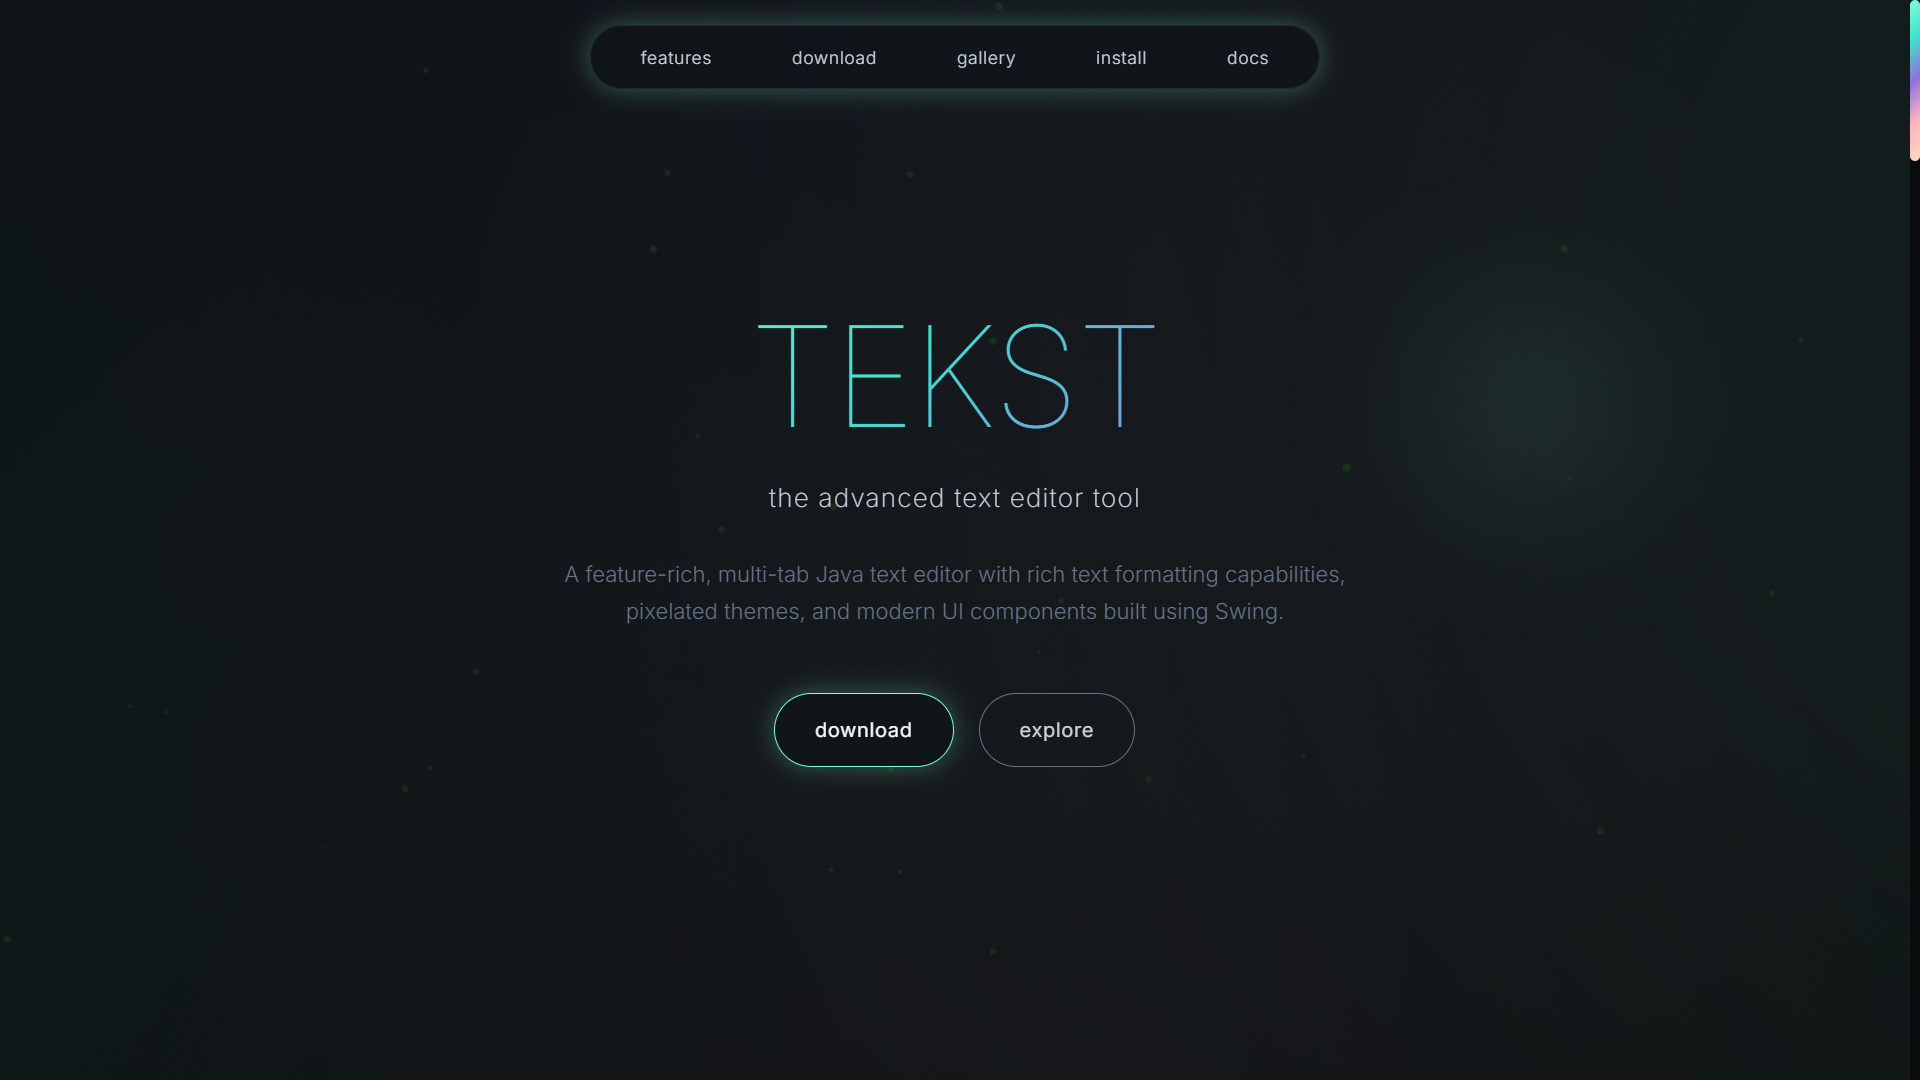 features download gallery install docs
TEKST
the advanced text editor tool
A feature-rich, multi-tab Java text editor with rich text formatting capabilities,
pixelated themes, and modern UI components built using Swing.
download explore